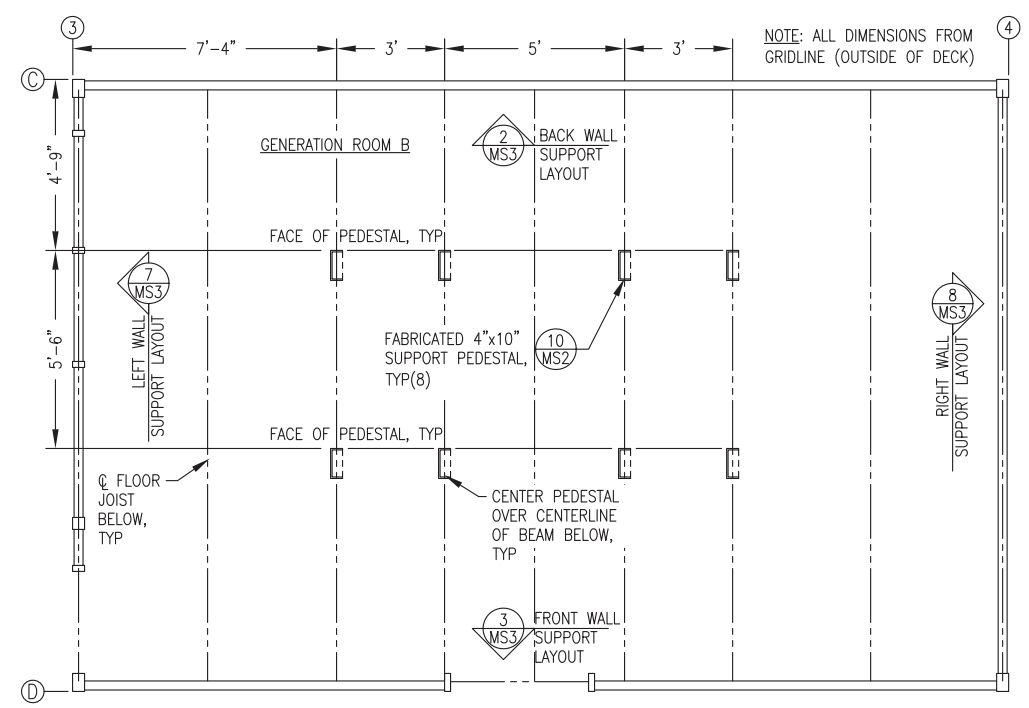 3
4
7'-4"
3'
5'
3'
NOTE: ALL DIMENSIONS FROM
GRIDLINE (OUTSIDE OF DECK)
C
4'-9"
GENERATION ROOM B
2
MS3
BACK WALL
SUPPORT
LAYOUT
FACE OF PEDESTAL, TYP
7
MS3
LEFT WALL
SUPPORT LAYOUT
5'-6"
FABRICATED 4"x10"
SUPPORT PEDESTAL,
TYP(8)
10
MS2
8
MS3
RIGHT WALL
SUPPORT LAYOUT
FACE OF PEDESTAL, TYP
℄ FLOOR
JOIST
BELOW,
TYP
CENTER PEDESTAL
OVER CENTERLINE
OF BEAM BELOW,
TYP
3
MS3
FRONT WALL
SUPPORT
LAYOUT
D